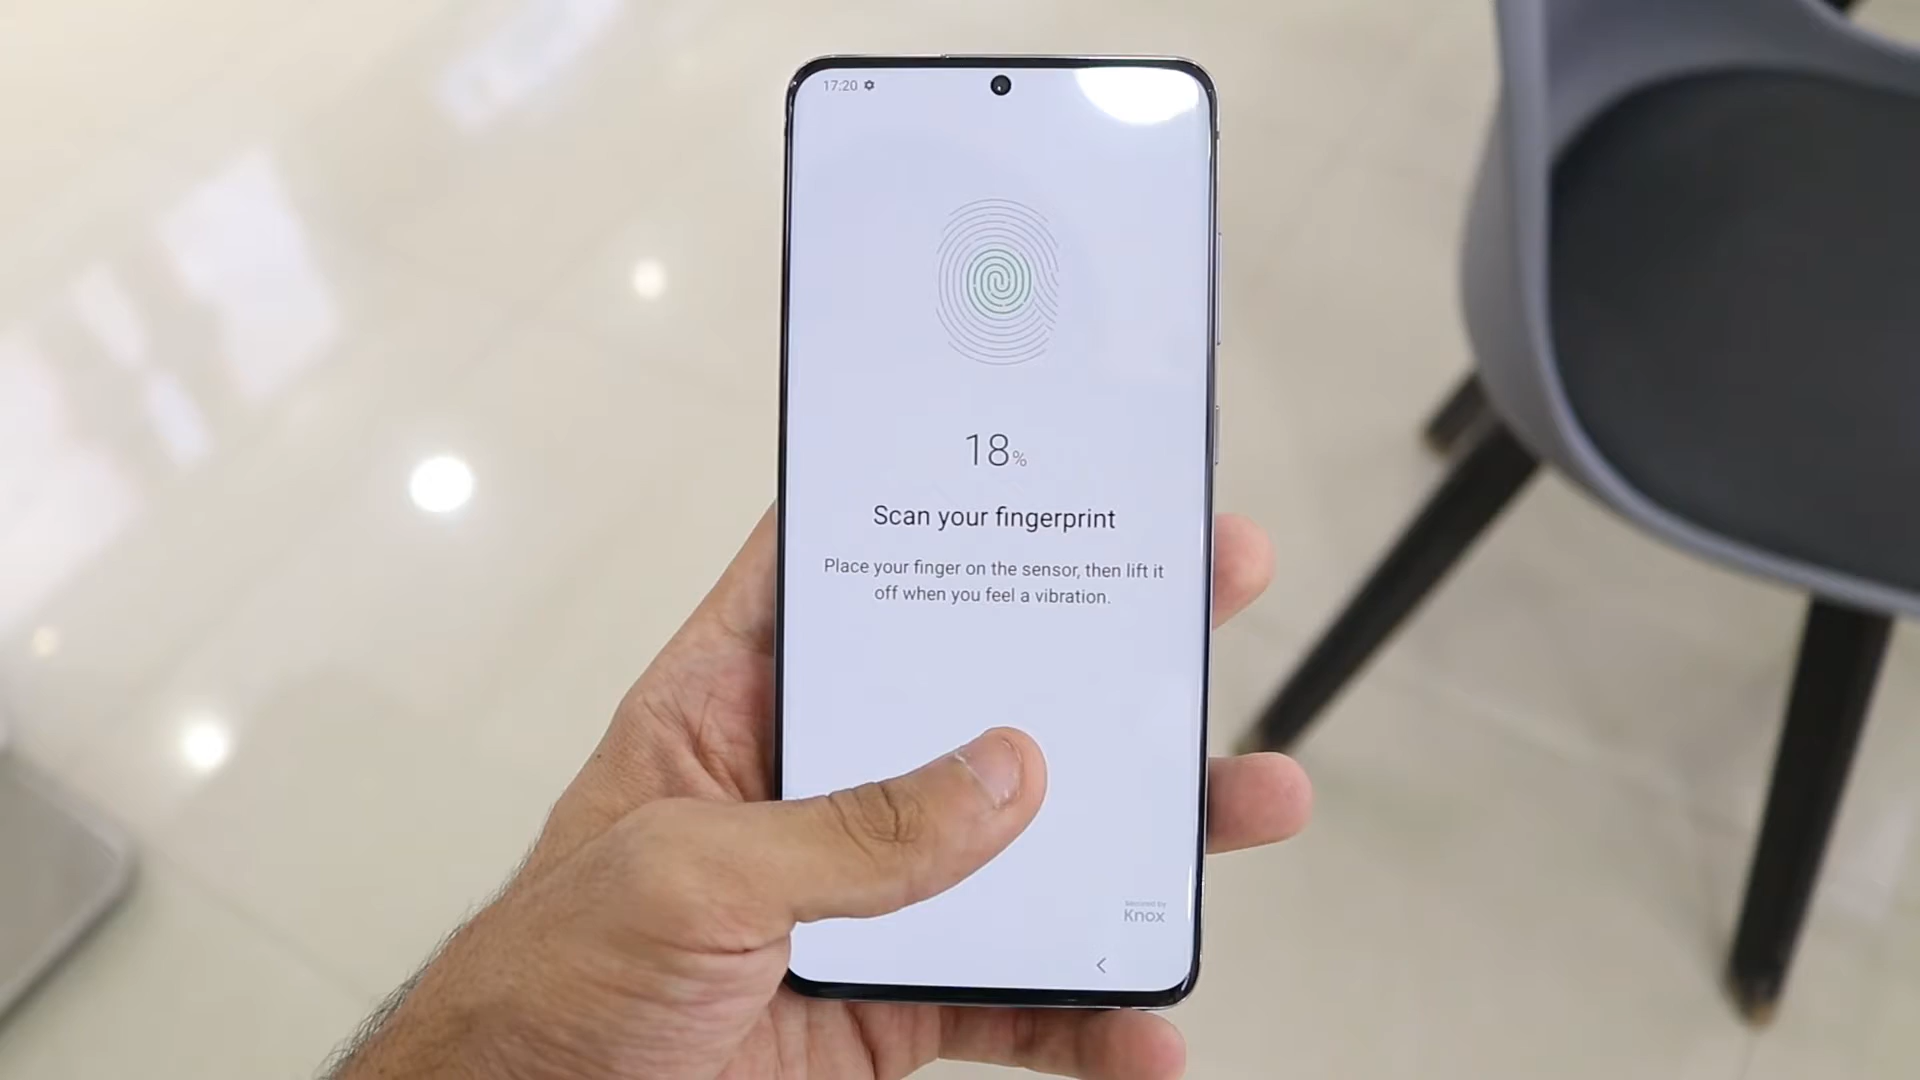 17:20
18%
Scan your fingerprint
Place your finger on the sensor, then lift it
off when you feel a vibration.
Secured by
Knox